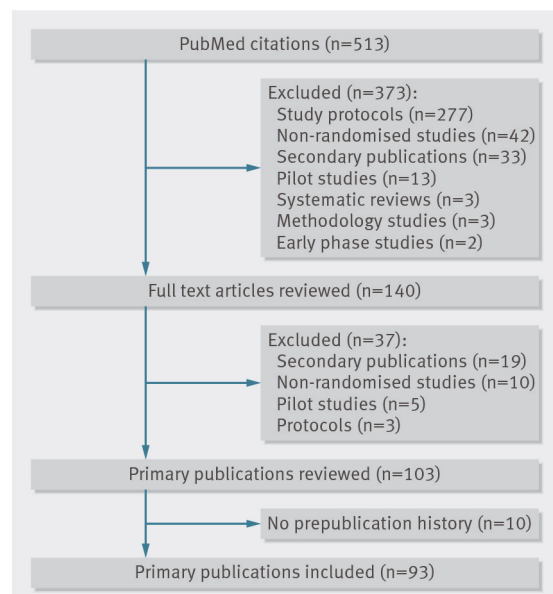 PubMed citations (n=513)
Excluded (n=373):
Study protocols (n=277)
Non-randomised studies (n=42)
Secondary publications (n=33)
Pilot studies (n=13)
Systematic reviews (n=3)
Methodology studies (n=3)
Early phase studies (n=2)
Full text articles reviewed (n=140)
Excluded (n=37):
Secondary publications (n=19)
Non-randomised studies (n=10)
Pilot studies (n=5)
Protocols (n=3)
Primary publications reviewed (n=103)
No prepublication history (n=10)
Primary publications included (n=93)